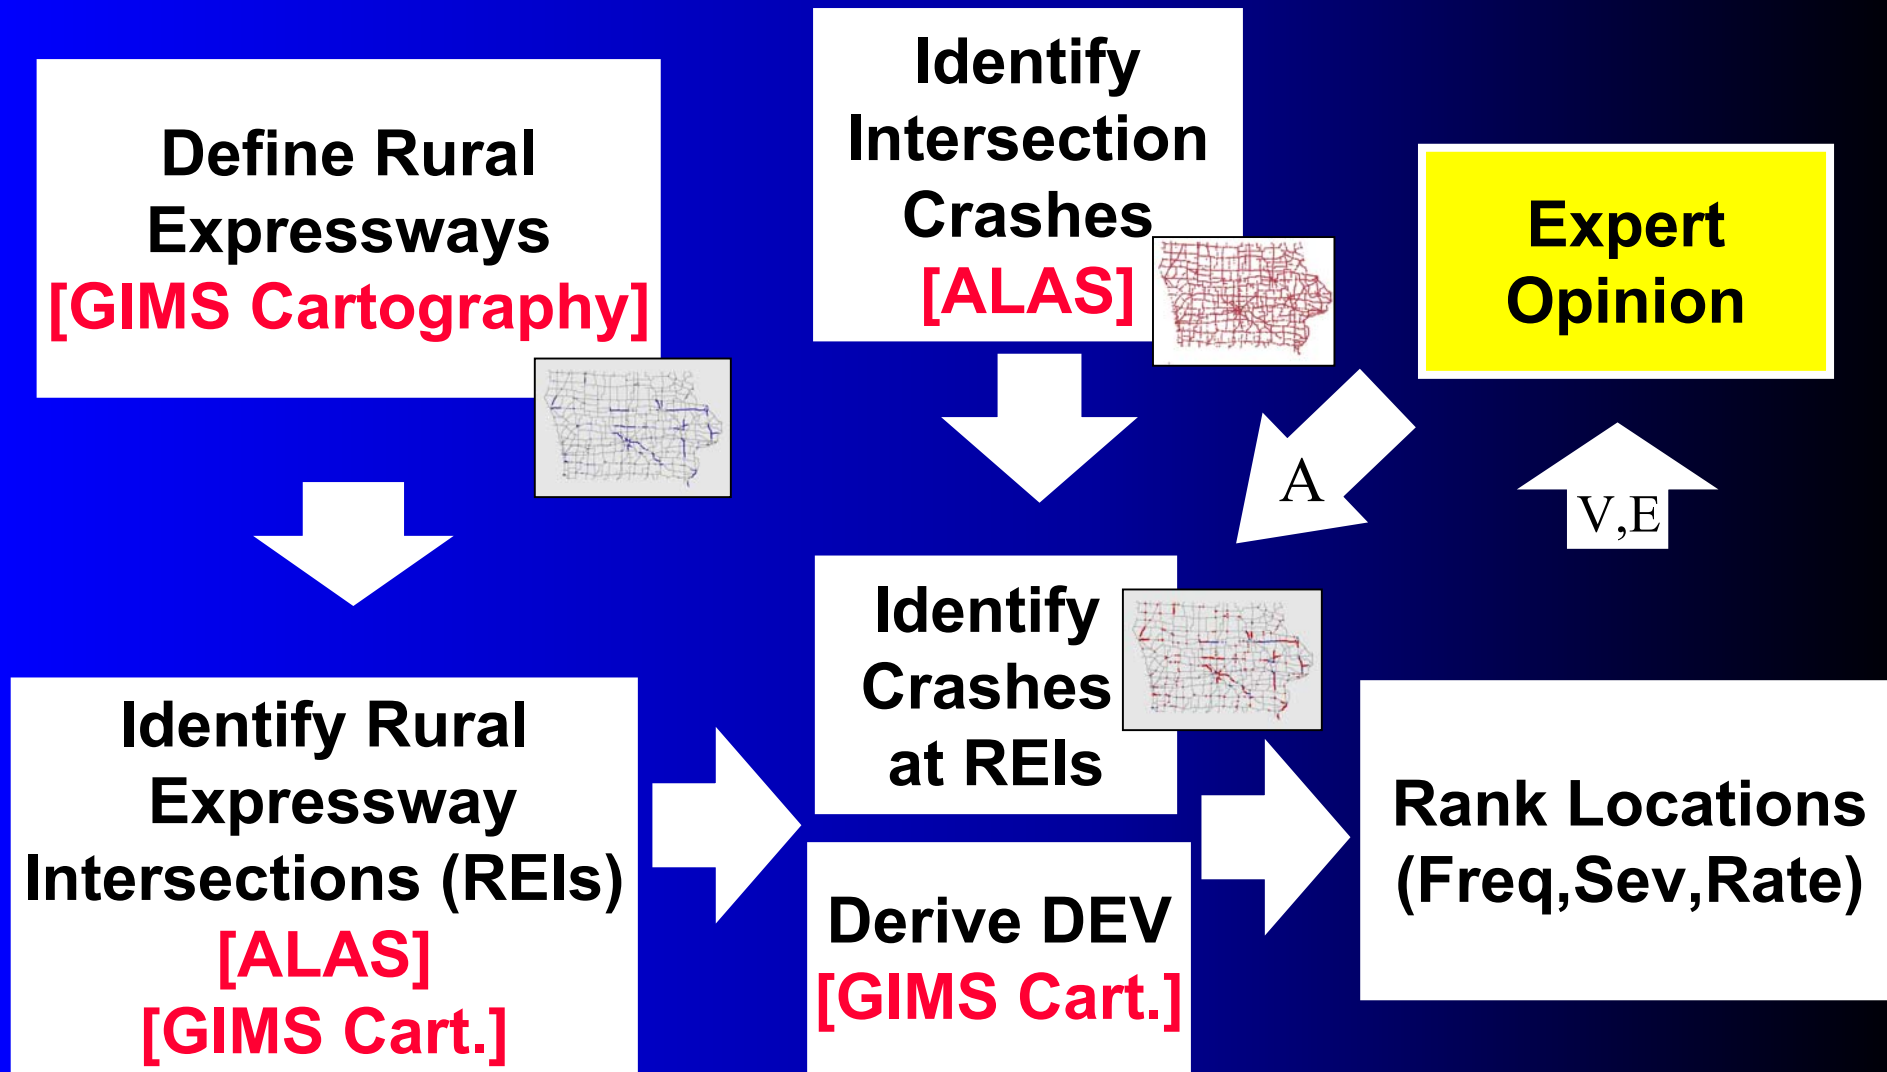 Define Rural
Expressways
[GIMS Cartography]
Identify
Intersection
Crashes
[ALAS]
Expert
Opinion
A
V,E
Identify Rural
Expressway
Intersections (REIs)
[ALAS]
[GIMS Cart.]
Identify
Crashes
at REIs
Derive DEV
[GIMS Cart.]
Rank Locations
(Freq,Sev,Rate)